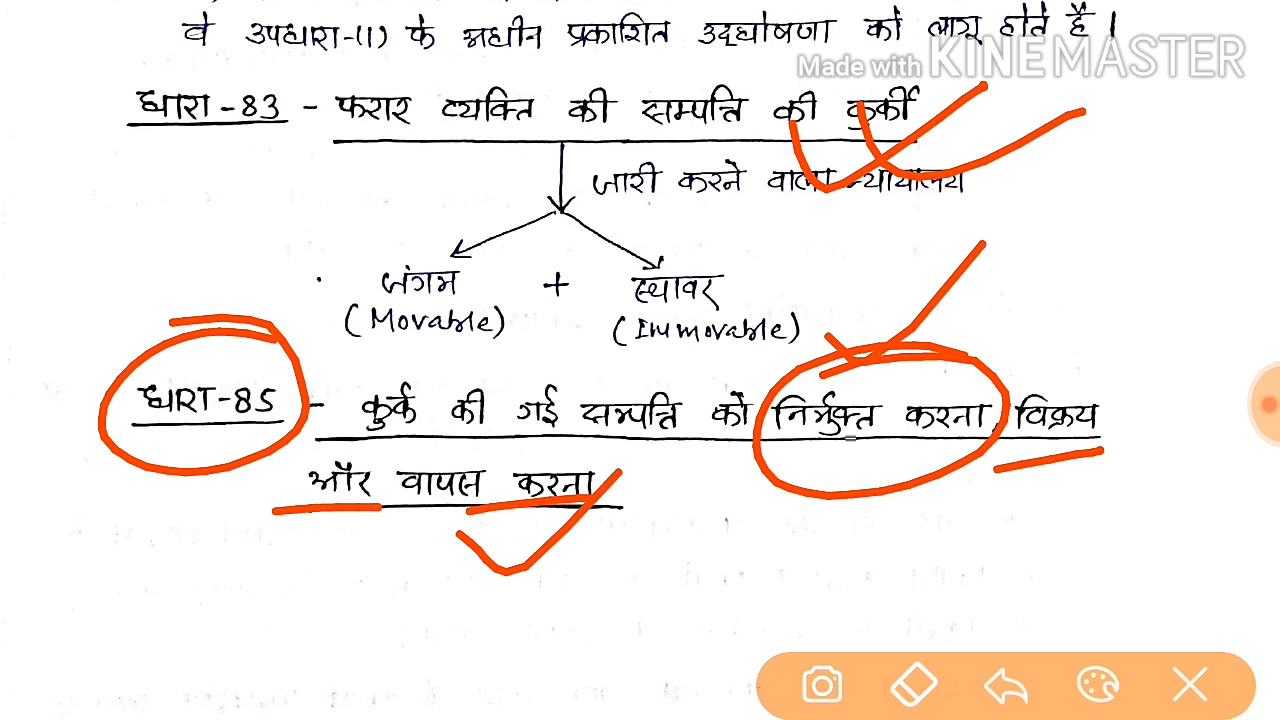 वे उपधारा-(1) के अधीन प्रकाशित उद्घोषणा को लागू होते है।
Made with KINEMASTER
धारा-83 - फरार व्यक्ति की सम्पत्ति की कुर्की
जारी करने वाला न्यायालय
जंगम + स्थावर
(Movable) (Immovable)
धारा-85 - कुर्क की गई सम्पत्ति को निर्मुक्त करना, विक्रय
और वापस करना